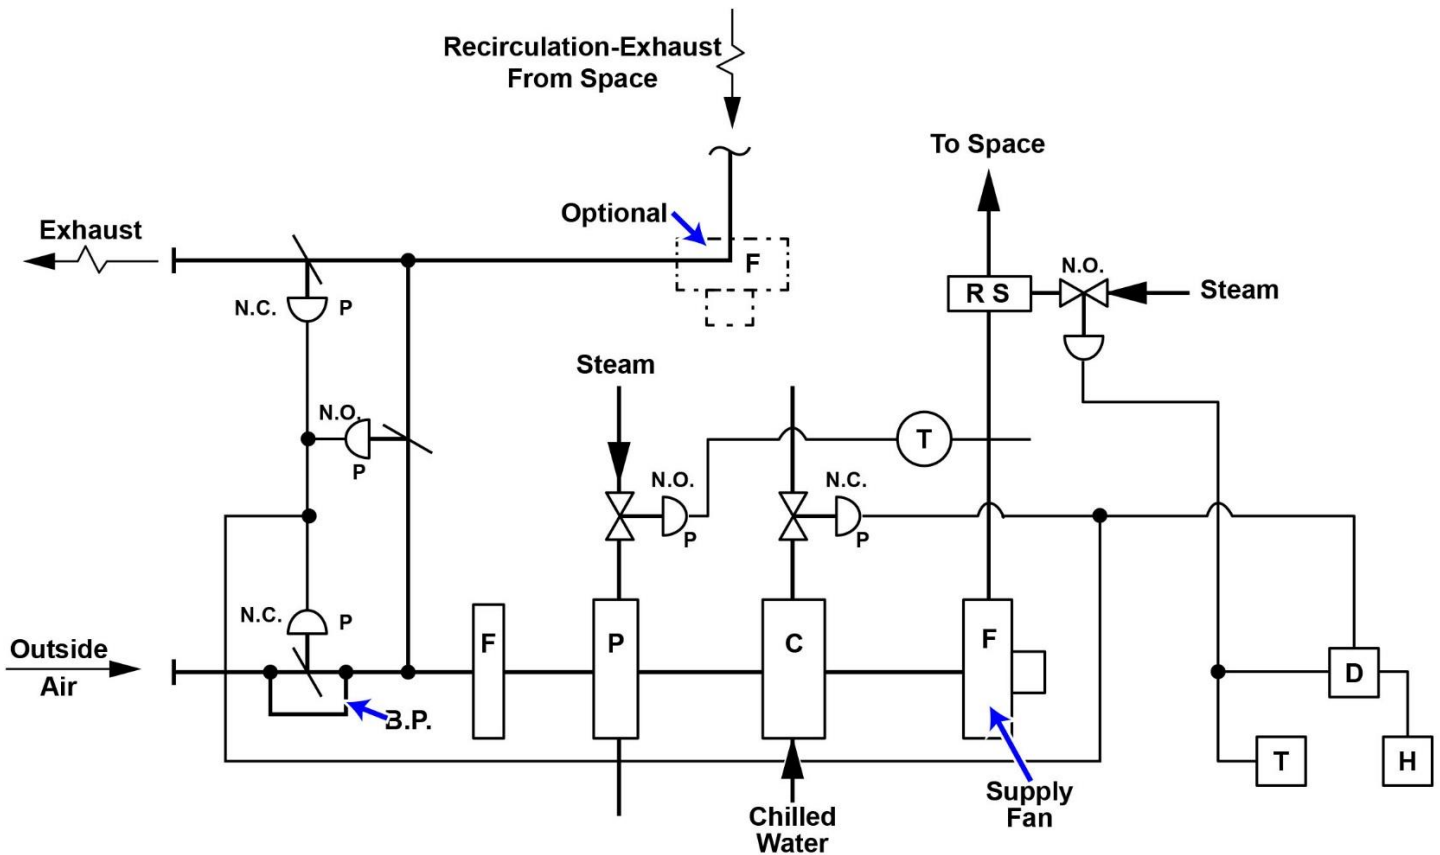 Recirculation-Exhaust
From Space
To Space
Optional
Exhaust
F
N.O.
R S
Steam
N.C.
P
Steam
N.O.
T
P
N.O.
N.C.
P
P
N.C.
P
Outside
Air
F
P
C
F
D
B.P.
T
H
Supply
Fan
Chilled
Water